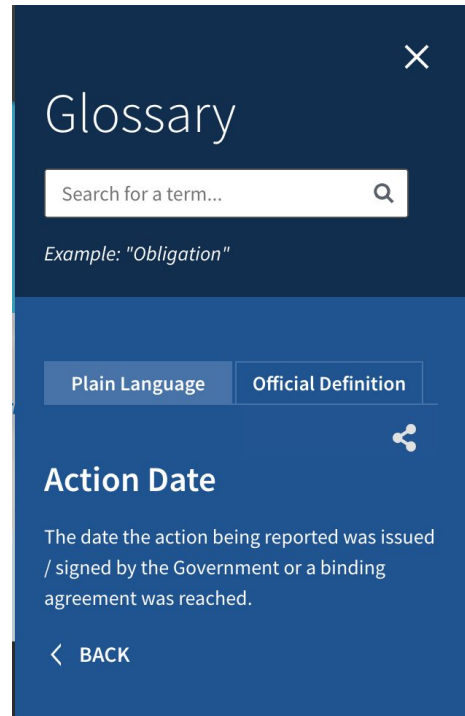 Glossary
Search for a term...
Example: "Obligation"
Plain Language
Official Definition
Action Date
The date the action being reported was issued
/ signed by the Government or a binding
agreement was reached.
BACK